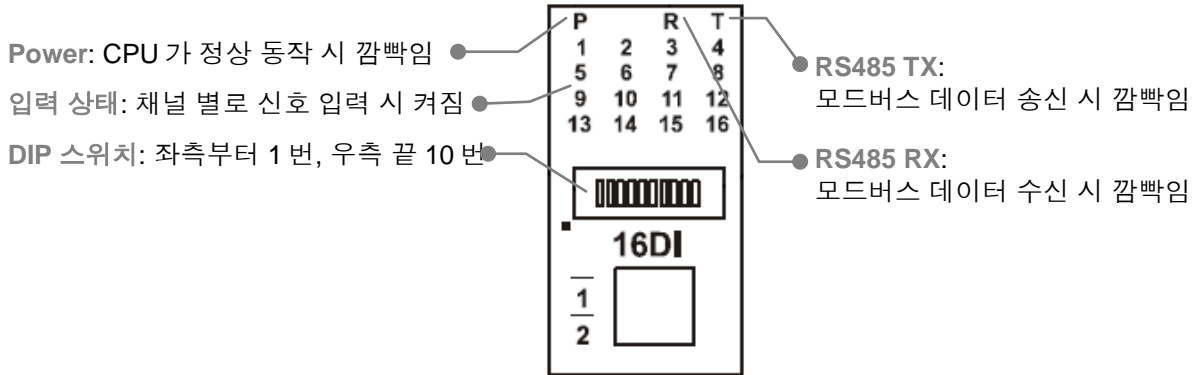 Power: CPU 가 정상 동작 시 깜빡임
입력 상태: 채널 별로 신호 입력 시 켜짐
DIP 스위치: 좌측부터 1 번, 우측 끝 10 번
P R T
1 2 3 4
5 6 7 8
9 10 11 12
13 14 15 16
16DI
1
2
RS485 TX:
모드버스 데이터 송신 시 깜빡임
RS485 RX:
모드버스 데이터 수신 시 깜빡임